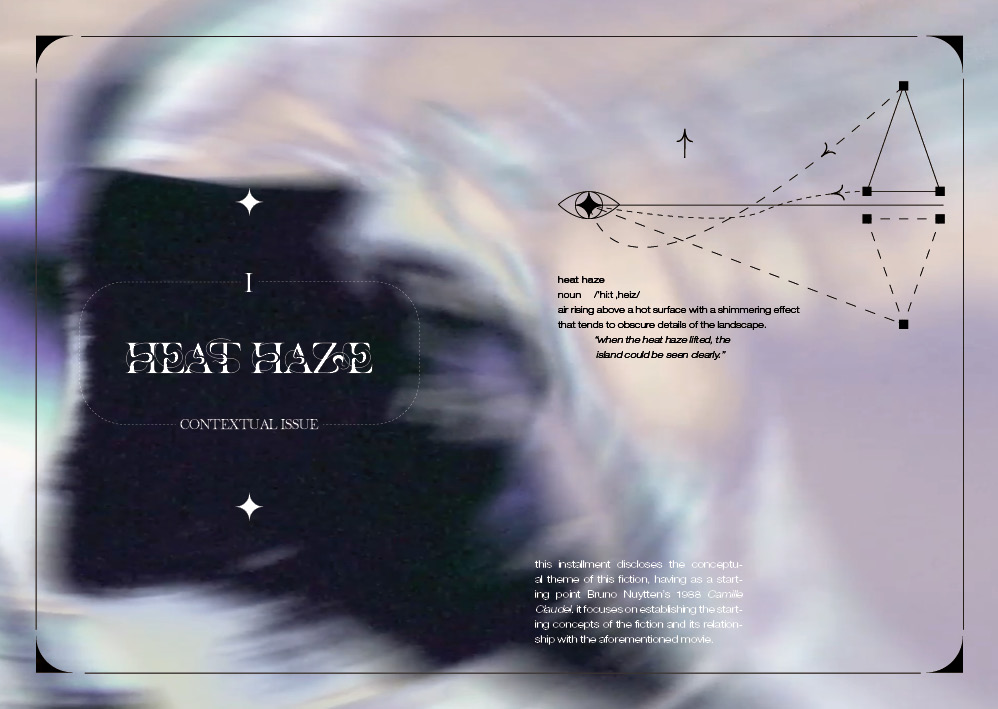 I
HEAT HAZE
CONTEXTUAL ISSUE
heat haze
noun /'hi:t ,heiz/
air rising above a hot surface with a shimmering effect
that tends to obscure details of the landscape.
"when the heat haze lifted, the
island could be seen clearly."
this installment discloses the conceptu-
al theme of this fiction, having as a start-
ing point Bruno Nuytten's 1988 Camille
Claudel. it focuses on establishing the start-
ing concepts of the fiction and its relation-
ship with the aforementioned movie.